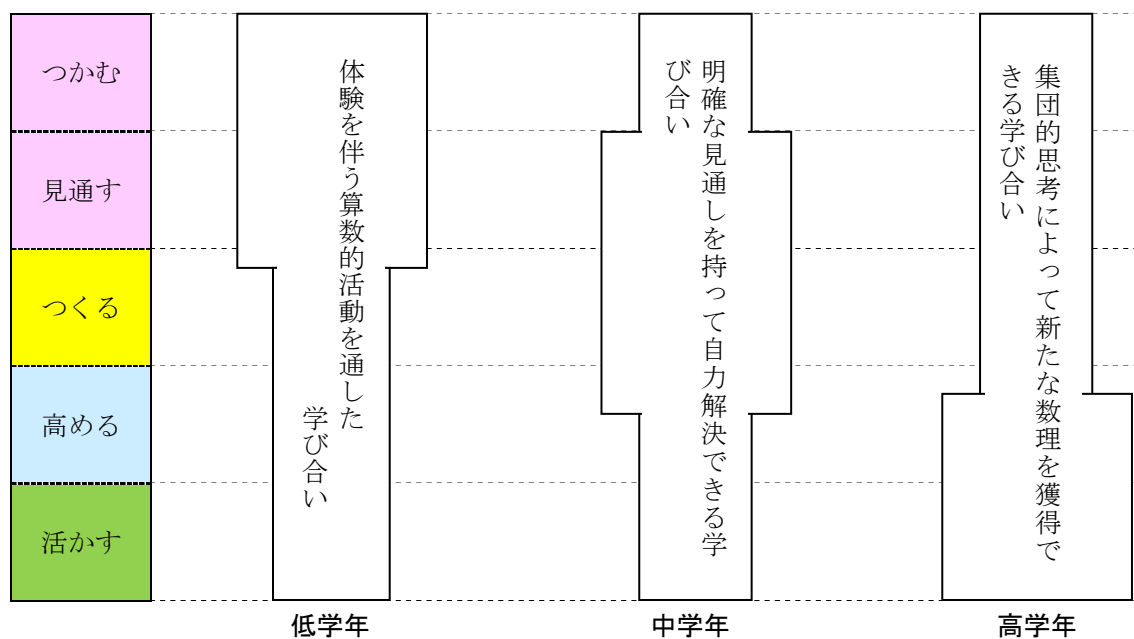 つかむ
見通す
つくる
高める
活かす
体験を伴う算数的活動を通した
学び合い
明確な見通しを持って自力解決できる学
び合い
集団的思考によって新たな数理を獲得で
きる学び合い
低学年
中学年
高学年